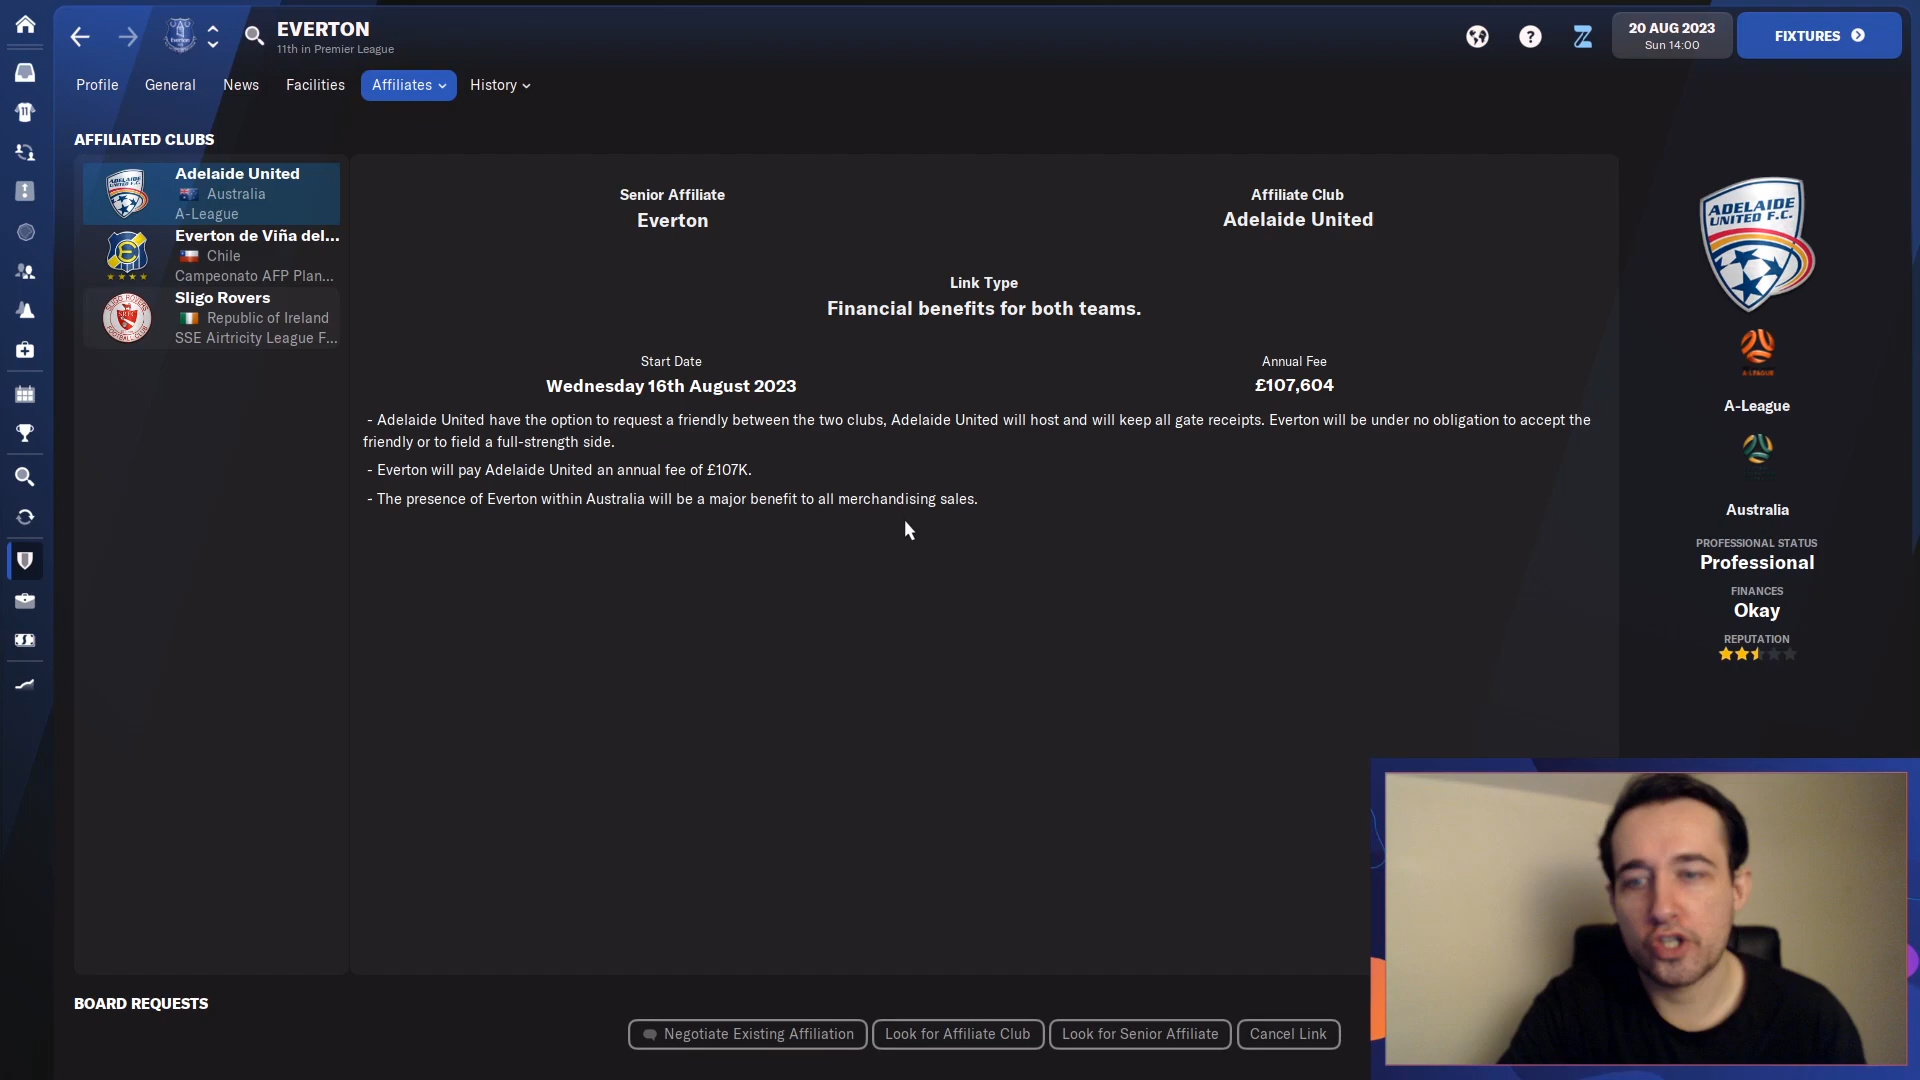 EVERTON
11th in Premier League
20 AUG 2023
Sun 14:00
FIXTURES
Profile
General
News
Facilities
Affiliates
History
AFFILIATED CLUBS
Adelaide United
Australia
A-League
Everton de Viña del...
Chile
Campeonato AFP Plan...
Sligo Rovers
Republic of Ireland
SSE Airtricity League F...
Senior Affiliate
Everton
Affiliate Club
Adelaide United
Link Type
Financial benefits for both teams.
Start Date
Wednesday 16th August 2023
Annual Fee
£107,604
- Adelaide United have the option to request a friendly between the two clubs, Adelaide United will host and will keep all gate receipts. Everton will be under no obligation to accept the
friendly or to field a full-strength side.
- Everton will pay Adelaide United an annual fee of £107K.
- The presence of Everton within Australia will be a major benefit to all merchandising sales.
ADELAIDE
UNITED F.C.
A-LEAGUE
A-League
Australia
PROFESSIONAL STATUS
Professional
FINANCES
Okay
REPUTATION
BOARD REQUESTS
Negotiate Existing Affiliation
Look for Affiliate Club
Look for Senior Affiliate
Cancel Link